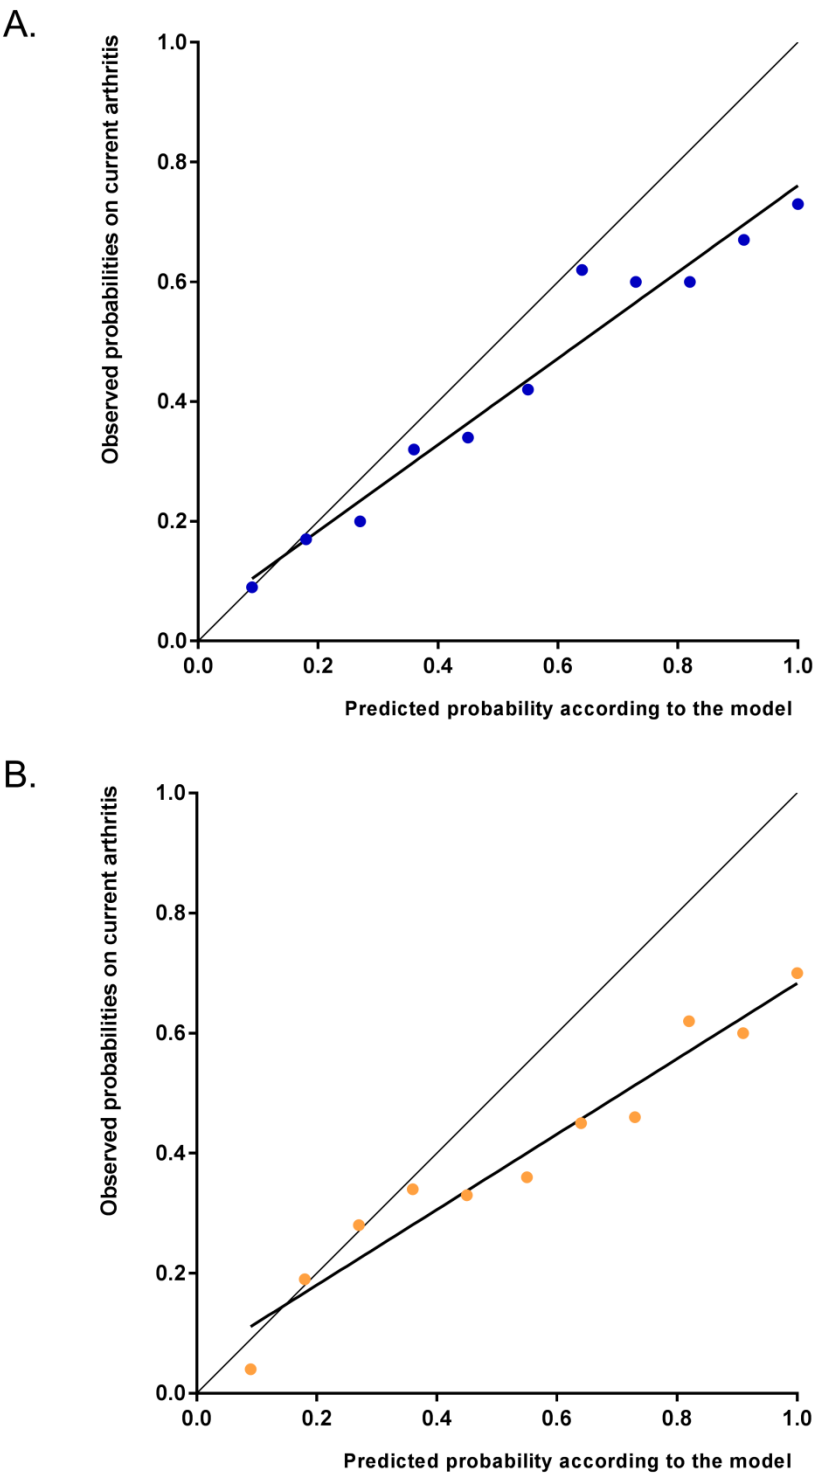 A.
Observed probabilities on current arthritis
1.0
0.8
0.6
0.4
0.2
0.0
0.0 0.2 0.4 0.6 0.8 1.0
Predicted probability according to the model
B.
Observed probabilities on current arthritis
1.0
0.8
0.6
0.4
0.2
0.0
0.0 0.2 0.4 0.6 0.8 1.0
Predicted probability according to the model